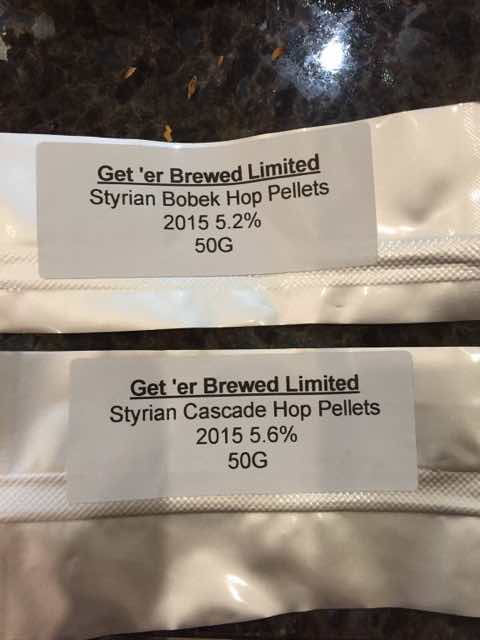 Get 'er Brewed Limited
Styrian Bobek Hop Pellets
2015 5.2%
50G
Get 'er Brewed Limited
Styrian Cascade Hop Pellets
2015 5.6%
50G